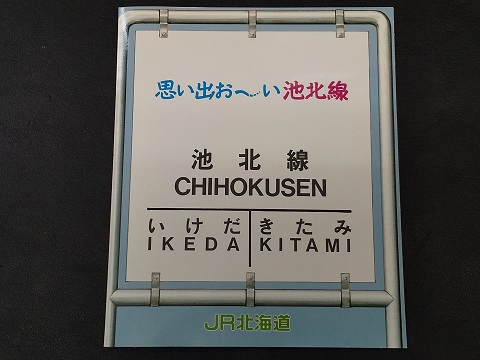 思い出お〜い池北線
池北線
CHIHOKUSEN
いけだ きたみ
IKEDA KITAMI
JR北海道